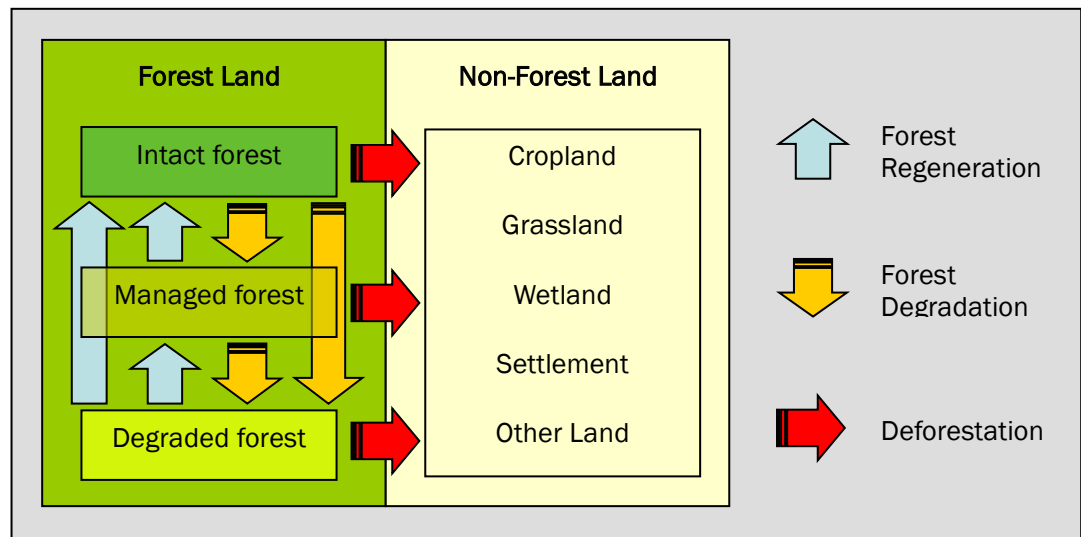 Forest Land
Intact forest
Managed forest
Degraded forest
Non-Forest Land
Cropland
Grassland
Wetland
Settlement
Other Land
Forest
Regeneration
Forest
Degradation
Deforestation